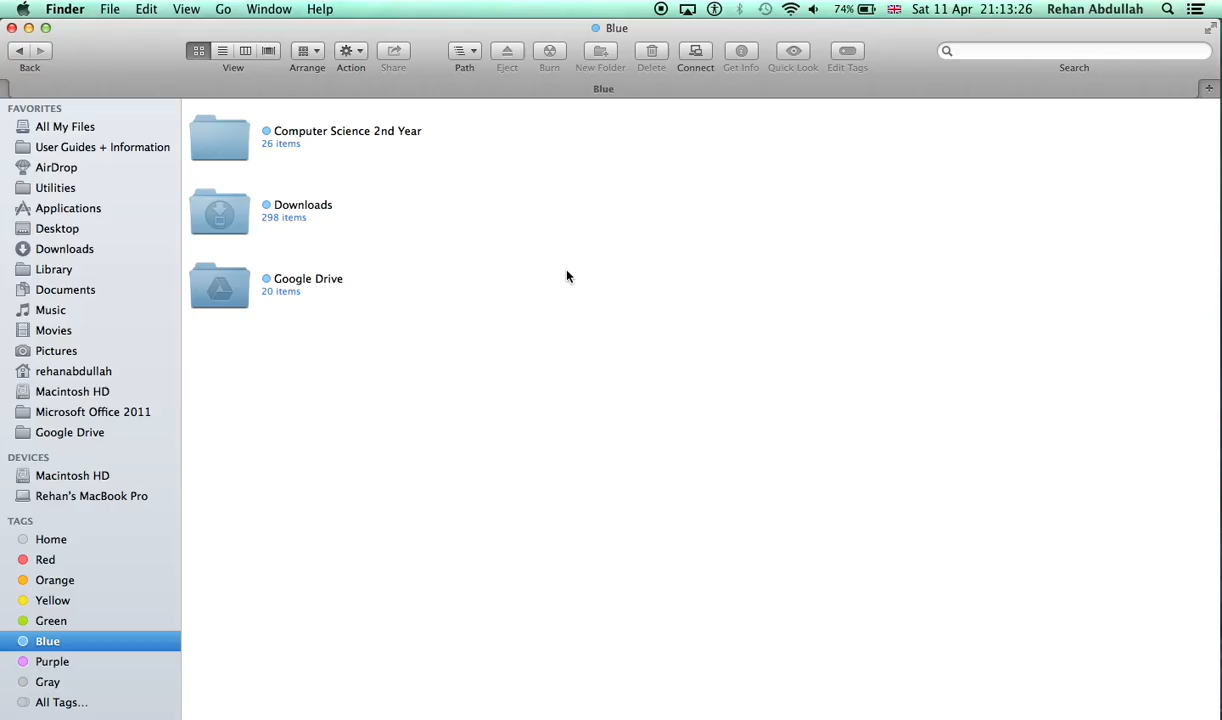 Finder File Edit View Go Window Help 74% Sat 11 Apr 21:13:26 Rehan Abdullah
Blue
Back View Arrange Action Share Path Eject Burn New Folder Delete Connect Get Info Quick Look Edit Tags Search
Blue
FAVORITES
All My Files
User Guides + Information
AirDrop
Utilities
Applications
Desktop
Downloads
Library
Documents
Music
Movies
Pictures
rehanabdullah
Macintosh HD
Microsoft Office 2011
Google Drive
DEVICES
Macintosh HD
Rehan's MacBook Pro
TAGS
Home
Red
Orange
Yellow
Green
Blue
Purple
Gray
All Tags...
Computer Science 2nd Year
26 items
Downloads
298 items
Google Drive
20 items